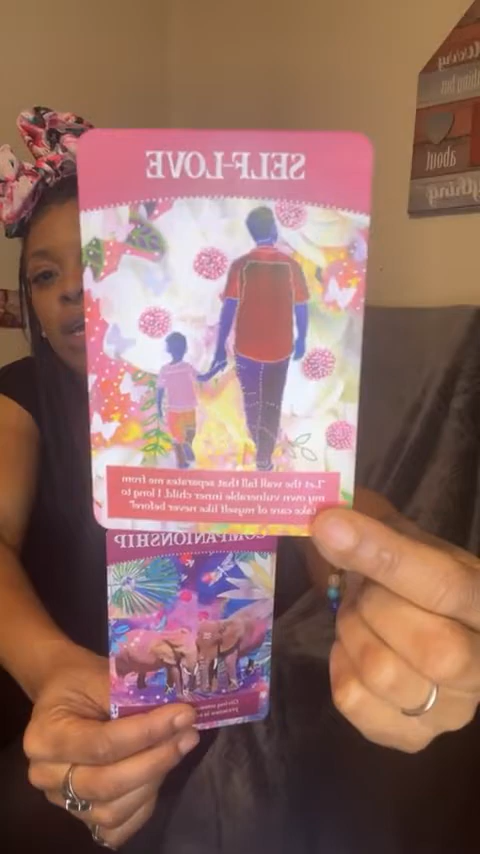 SELF-LOVE
"Let the wall fall that separates me from
my own vulnerable inner child. I long to
take care of myself like never before!"
COMPANIONSHIP
about